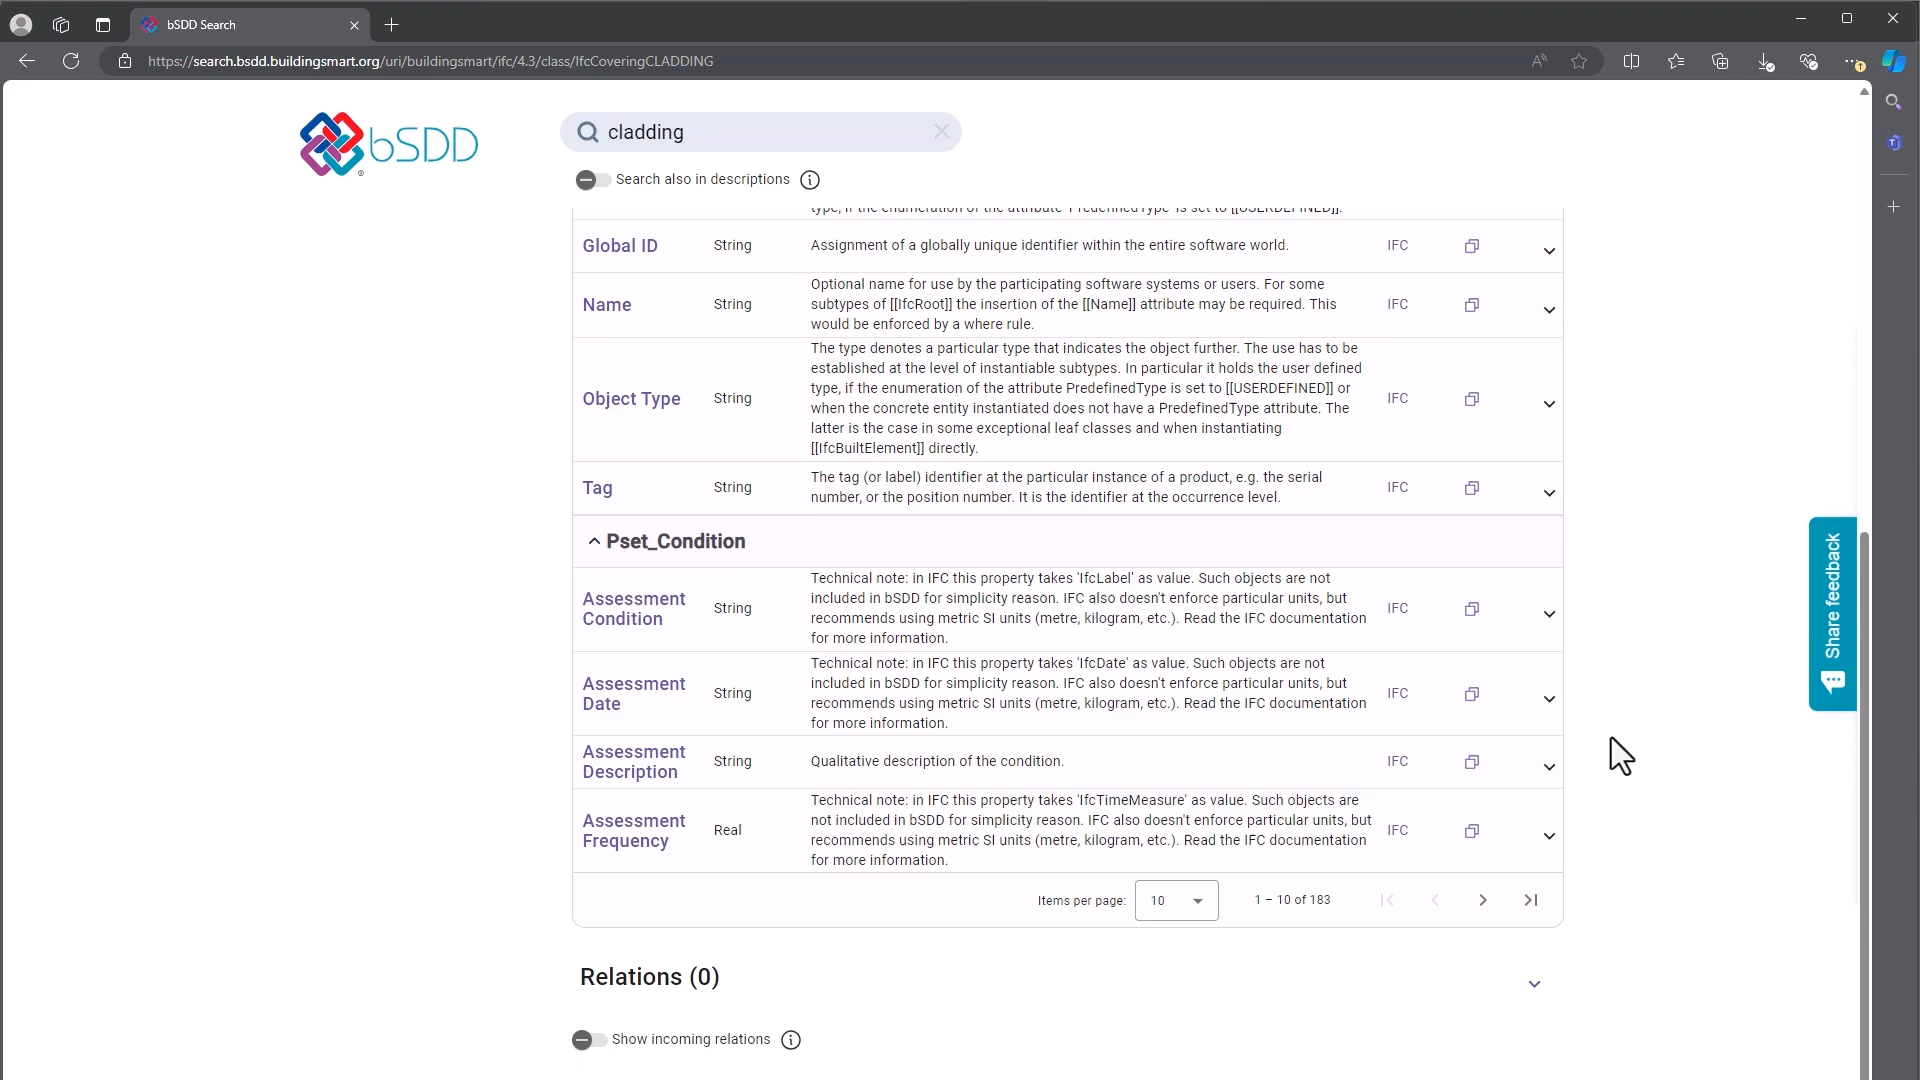 bSDD Search
https://search.bsdd.buildingsmart.org/uri/buildingsmart/ifc/4.3/class/IfcCoveringCLADDING
bSDD
cladding
Search also in descriptions
type, if the enumeration of the attribute PredefinedType is set to [[USERDEFINED]].
Global ID String Assignment of a globally unique identifier within the entire software world. IFC
Optional name for use by the participating software systems or users. For some
Name String subtypes of [[IfcRoot]] the insertion of the [[Name]] attribute may be required. This IFC
would be enforced by a where rule.
The type denotes a particular type that indicates the object further. The use has to be
established at the level of instantiable subtypes. In particular it holds the user defined
type, if the enumeration of the attribute PredefinedType is set to [[USERDEFINED]] or
Object Type String IFC
when the concrete entity instantiated does not have a PredefinedType attribute. The
latter is the case in some exceptional leaf classes and when instantiating
[[IfcBuiltElement]] directly.
The tag (or label) identifier at the particular instance of a product, e.g. the serial
Tag String IFC
number, or the position number. It is the identifier at the occurrence level.
Pset_Condition
Technical note: in IFC this property takes 'IfcLabel' as value. Such objects are not
Assessment included in bSDD for simplicity reason. IFC also doesn't enforce particular units, but
String IFC
Condition recommends using metric SI units (metre, kilogram, etc.). Read the IFC documentation
for more information.
Technical note: in IFC this property takes 'IfcDate' as value. Such objects are not
Assessment included in bSDD for simplicity reason. IFC also doesn't enforce particular units, but
String IFC
Date recommends using metric SI units (metre, kilogram, etc.). Read the IFC documentation
for more information.
Assessment
String Qualitative description of the condition. IFC
Description
Technical note: in IFC this property takes 'IfcTimeMeasure' as value. Such objects are
Assessment not included in bSDD for simplicity reason. IFC also doesn't enforce particular units, but
Real IFC
Frequency recommends using metric SI units (metre, kilogram, etc.). Read the IFC documentation
for more information.
Items per page: 10 1 – 10 of 183
Relations (0)
Show incoming relations
Share feedback